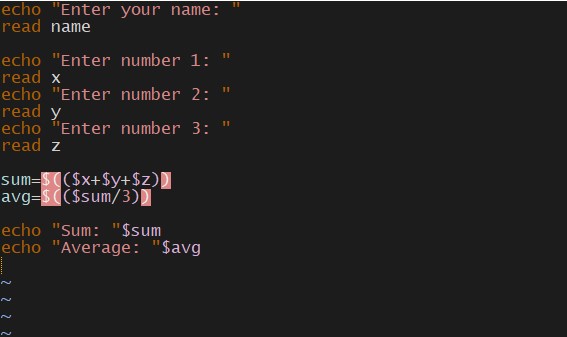 echo "Enter your name: "
read name
echo "Enter number 1: "
read x
echo "Enter number 2: "
read y
echo "Enter number 3: "
read z
sum=$(($x+$y+$z))
avg=$(($sum/3))
echo "Sum: "$sum
echo "Average: "$avg
~
~
~
~